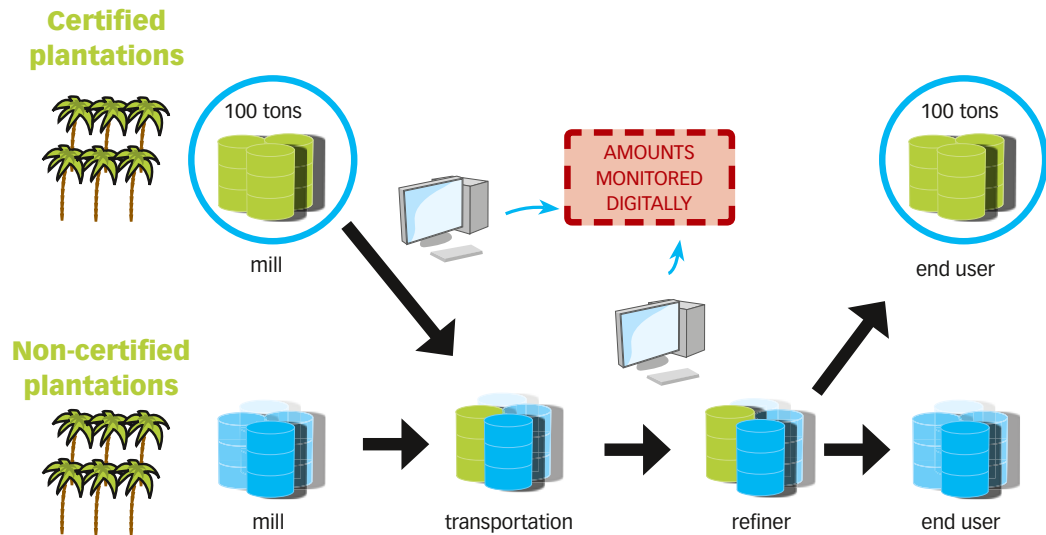 Certified
plantations
100 tons
mill
AMOUNTS
MONITORED
DIGITALLY
100 tons
end user
Non-certified
plantations
mill
transportation
refiner
end user